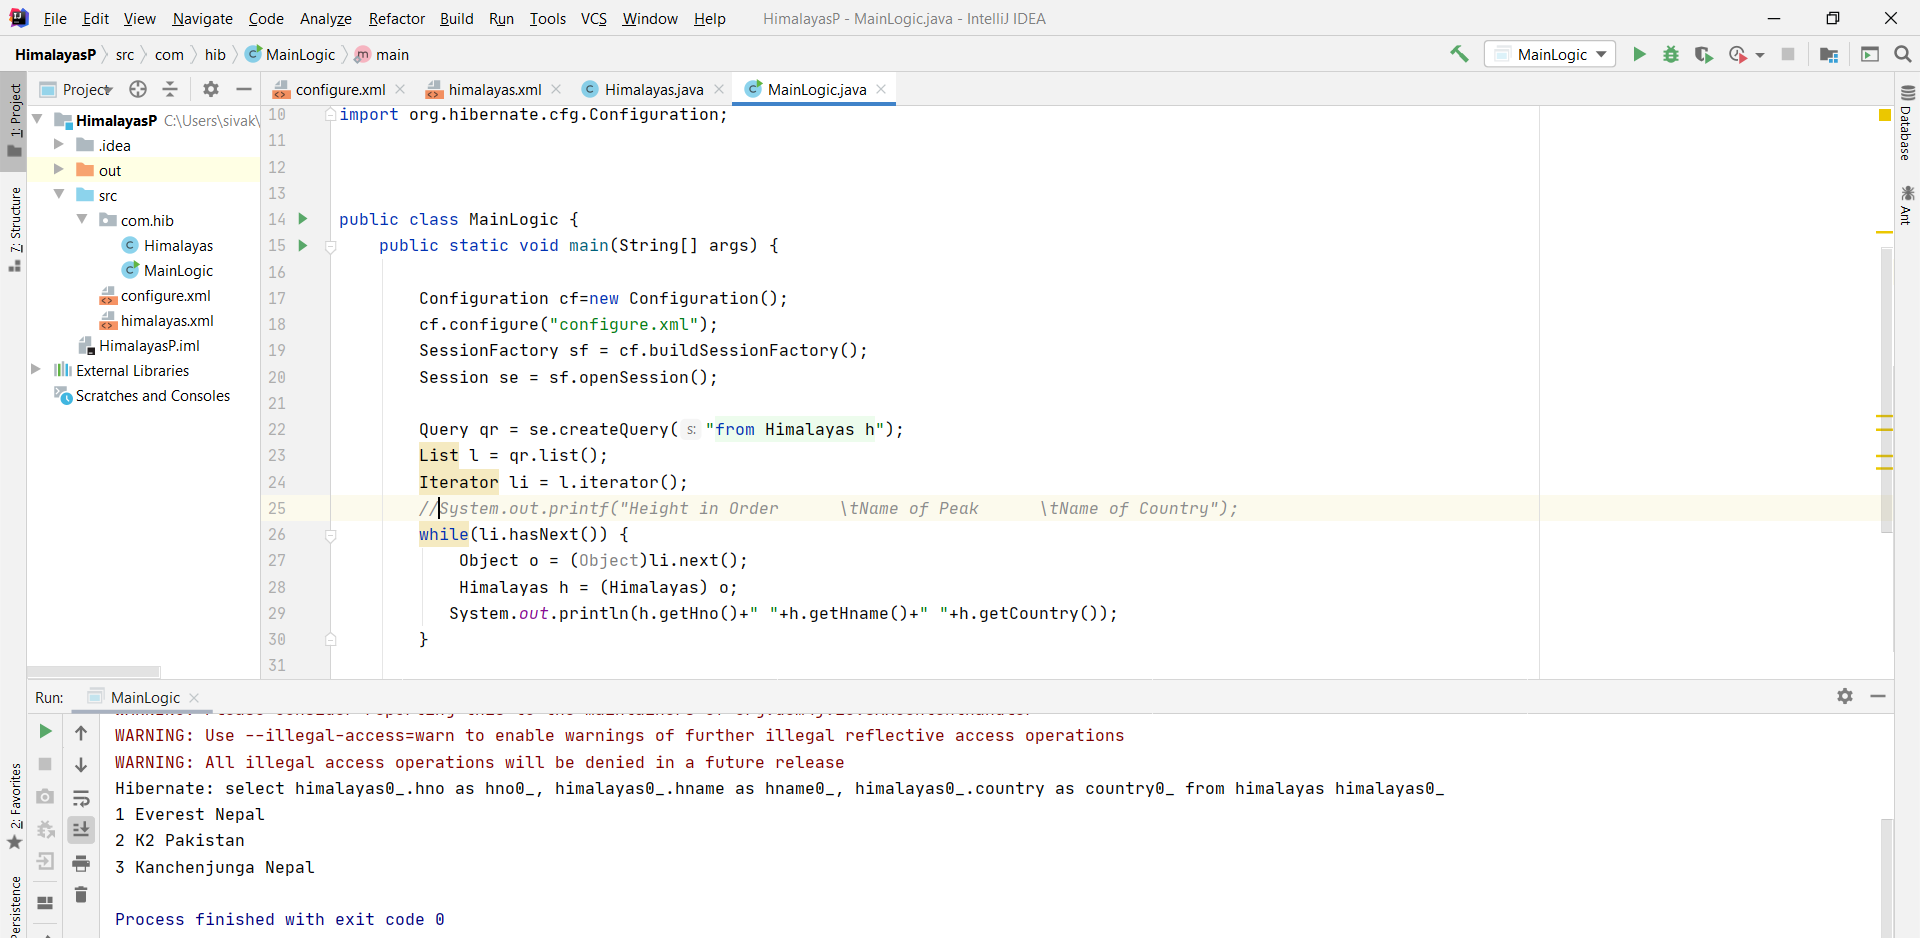 File Edit View Navigate Code Analyze Refactor Build Run Tools VCS Window Help HimalayasP - MainLogic.java - IntelliJ IDEA
HimalayasP src com hib MainLogic main MainLogic
Project configure.xml himalayas.xml Himalayas.java MainLogic.java
1: Project
7: Structure
2: Favorites
Persistence
HimalayasP C:\Users\sivak\
.idea
out
src
com.hib
Himalayas
MainLogic
configure.xml
himalayas.xml
HimalayasP.iml
External Libraries
Scratches and Consoles
10 import org.hibernate.cfg.Configuration;
11
12
13
14 public class MainLogic {
15 public static void main(String[] args) {
16
17 Configuration cf=new Configuration();
18 cf.configure("configure.xml");
19 SessionFactory sf = cf.buildSessionFactory();
20 Session se = sf.openSession();
21
22 Query qr = se.createQuery( s: "from Himalayas h");
23 List l = qr.list();
24 Iterator li = l.iterator();
25 //System.out.printf("Height in Order \tName of Peak \tName of Country");
26 while(li.hasNext()) {
27 Object o = (Object)li.next();
28 Himalayas h = (Himalayas) o;
29 System.out.println(h.getHno()+" "+h.getHname()+" "+h.getCountry());
30 }
31
Database
Ant
Run: MainLogic
WARNING: Use --illegal-access=warn to enable warnings of further illegal reflective access operations
WARNING: All illegal access operations will be denied in a future release
Hibernate: select himalayas0_.hno as hno0_, himalayas0_.hname as hname0_, himalayas0_.country as country0_ from himalayas himalayas0_
1 Everest Nepal
2 K2 Pakistan
3 Kanchenjunga Nepal
Process finished with exit code 0